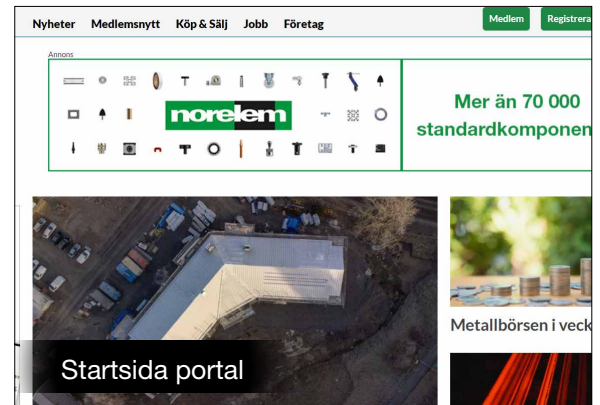 Nyheter Medlemsnytt Köp & Sälj Jobb Företag
Medlem
Registrera
Annons
norelem
Mer än 70 000
standardkomponen
Metallbörsen i veck
Startsida portal